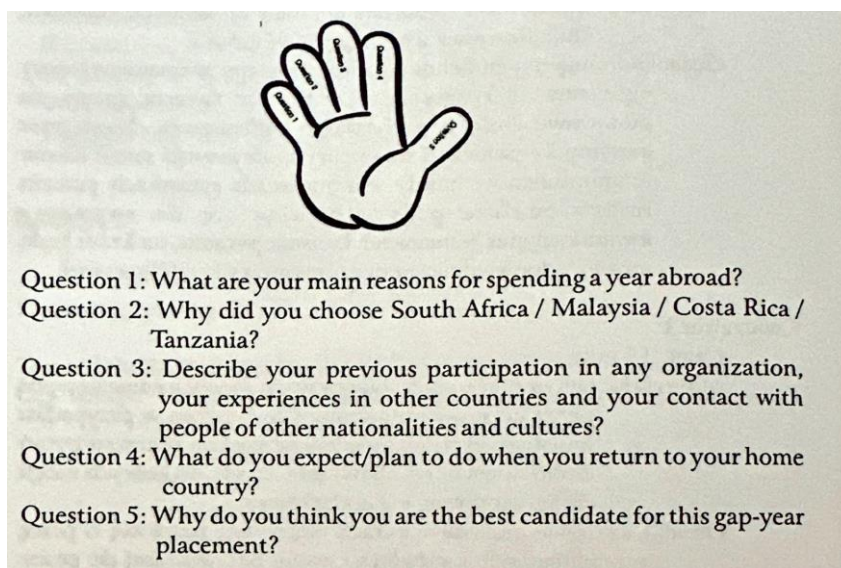 Question 1
Question 2
Question 3
Question 4
Question 5
Question 1: What are your main reasons for spending a year abroad?
Question 2: Why did you choose South Africa / Malaysia / Costa Rica /
Tanzania?
Question 3: Describe your previous participation in any organization,
your experiences in other countries and your contact with
people of other nationalities and cultures?
Question 4: What do you expect/plan to do when you return to your home
country?
Question 5: Why do you think you are the best candidate for this gap-year
placement?